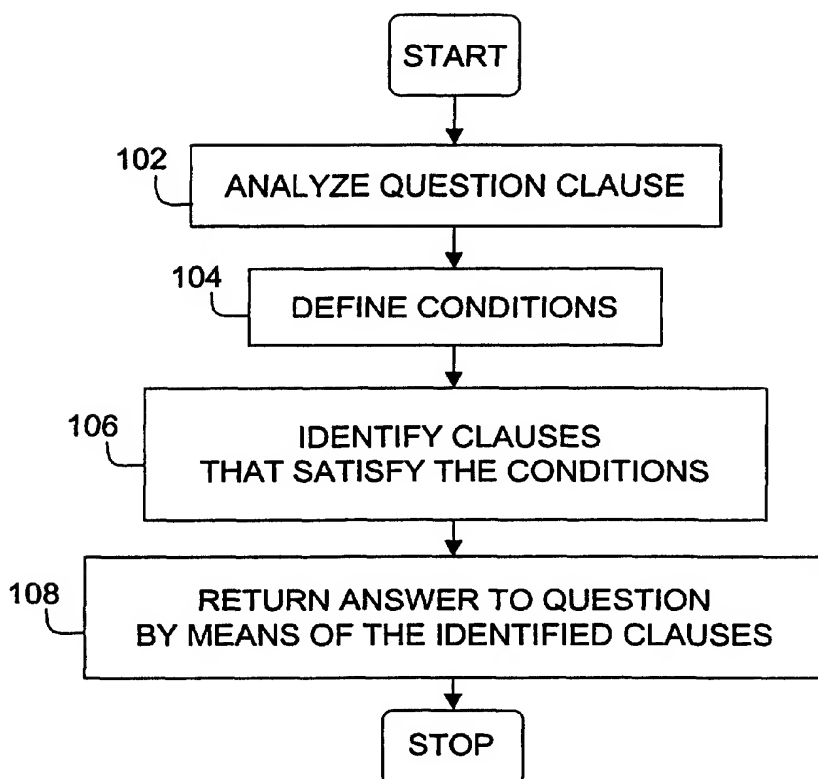 START
102
ANALYZE QUESTION CLAUSE
104
DEFINE CONDITIONS
106
IDENTIFY CLAUSES
THAT SATISFY THE CONDITIONS
108
RETURN ANSWER TO QUESTION
BY MEANS OF THE IDENTIFIED CLAUSES
STOP